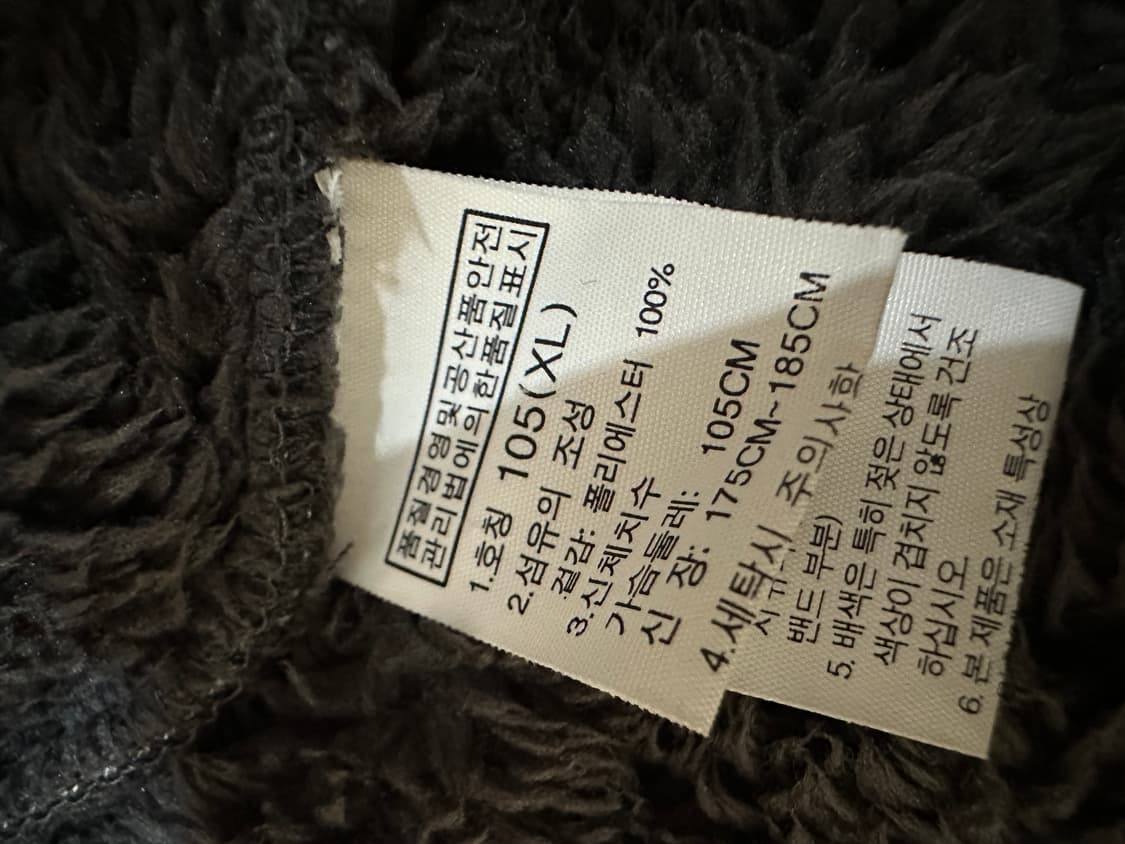 품질경영및공산품안전
관리법에의한품질표시
1.호칭 105(XL)
2.섬유의 조성
겉감: 폴리에스터 100%
3.신체치수
가슴둘레: 105CM
신 장: 175CM~185CM
4.세탁시 주의사항
밴드 부분)
5. 배색은 특히 젖은 상태에서
색상이 겹치지 않도록 건조
하십시오
6. 본 제품은 소재 특성상